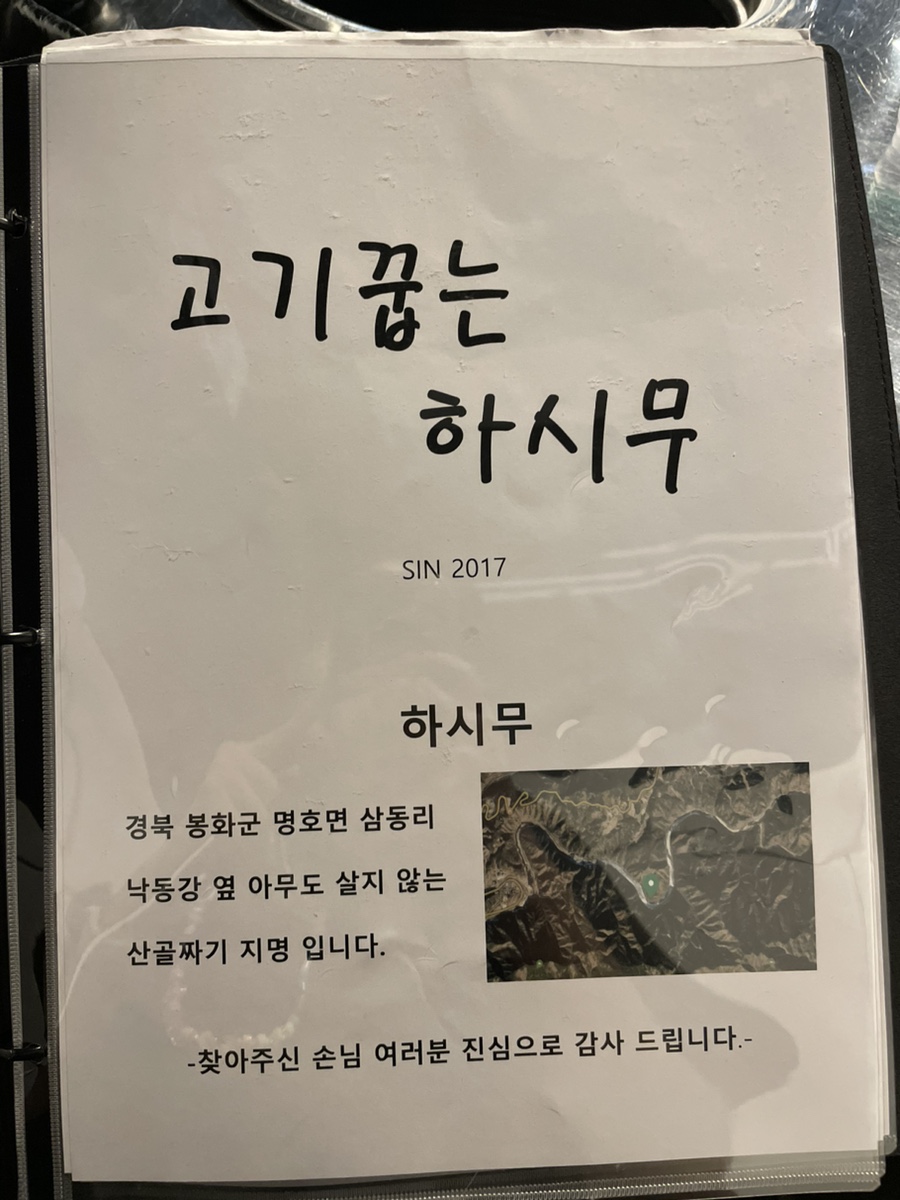 고기꿉는
하시무
SIN 2017
하시무
경북 봉화군 명호면 삼동리
낙동강 옆 아무도 살지 않는
산골짜기 지명 입니다.
-찾아주신 손님 여러분 진심으로 감사 드립니다.-